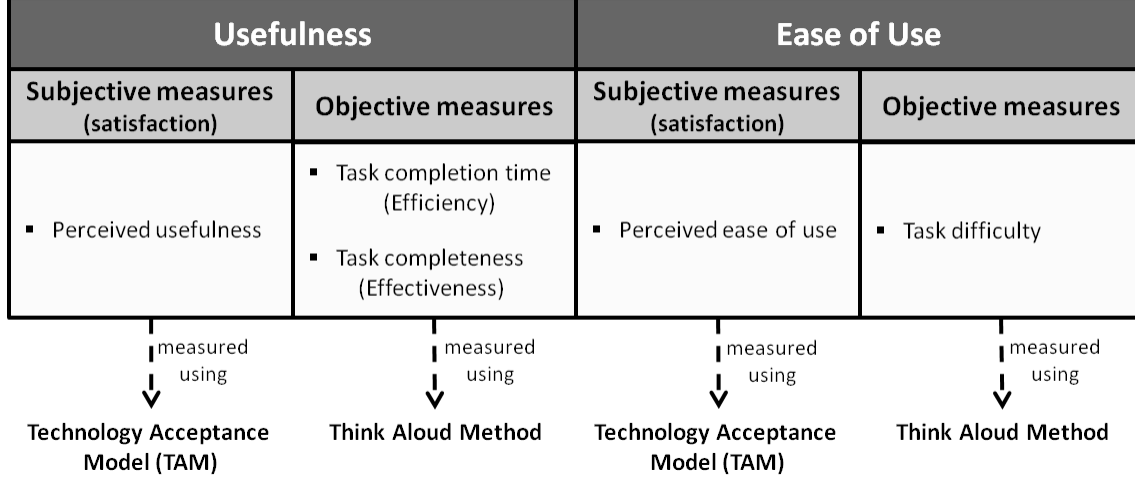 Usefulness
Ease of Use
Subjective measures
(satisfaction)
Objective measures
Subjective measures
(satisfaction)
Objective measures
▪ Perceived usefulness
▪ Task completion time
(Efficiency)
▪ Task completeness
(Effectiveness)
▪ Perceived ease of use
▪ Task difficulty
measured
using
measured
using
measured
using
measured
using
Technology Acceptance
Model (TAM)
Think Aloud Method
Technology Acceptance
Model (TAM)
Think Aloud Method